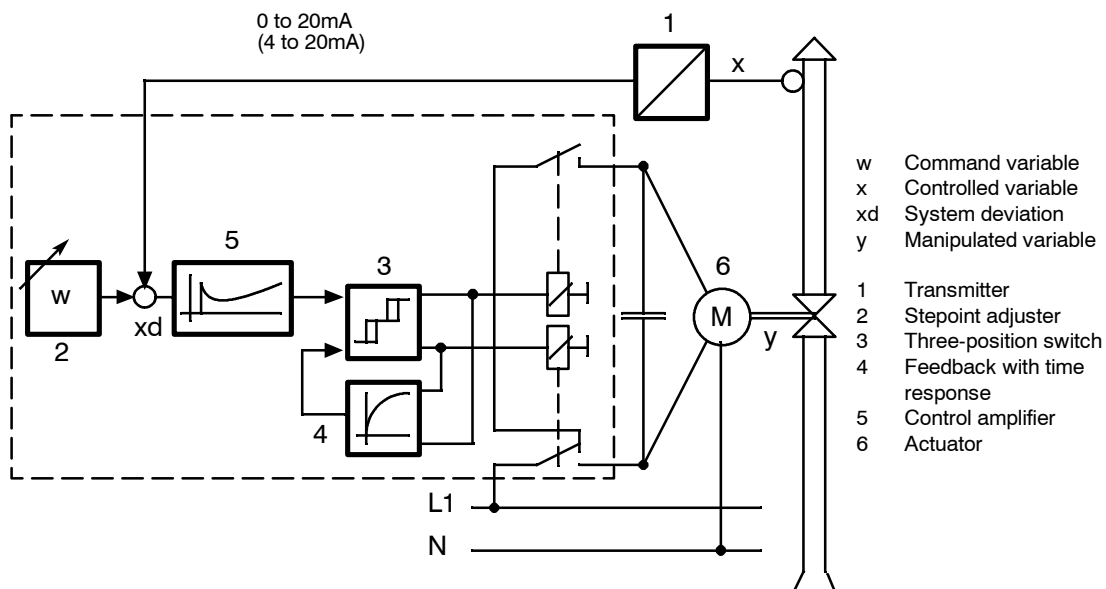 0 to 20mA
(4 to 20mA)
1
x
w Command variable
x Controlled variable
xd System deviation
y Manipulated variable
5
3
6
w
xd
2
M
y
1 Transmitter
2 Stepoint adjuster
3 Three-position switch
4 Feedback with time
response
5 Control amplifier
6 Actuator
4
L1
N